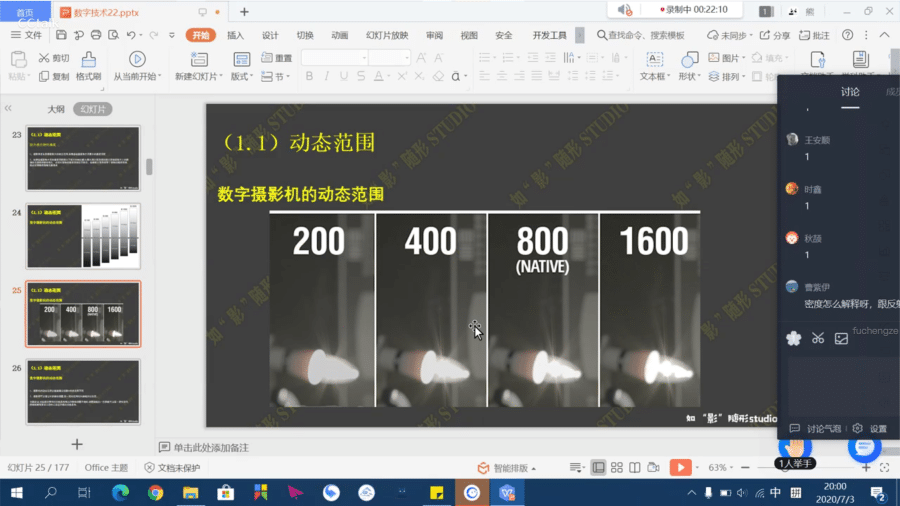 首页
CCtalk
数字技术22.pptx
录制中 00:22:10
1
熊
文件
开始
插入
设计
切换
动画
幻灯片放映
审阅
视图
安全
开发工具
查找命令、搜索模板
未同步
分享
批注
粘贴
剪切
复制
格式刷
从当前开始
新建幻灯片
版式
重置
节
文本框
形状
图片
排列
填充
讨论
大纲
幻灯片
23
24
25
26
(1.1) 动态范围
数字摄影机的动态范围
200
400
800
(NATIVE)
1600
如“影”随形studio
王安顺
1
时鑫
1
秋颉
1
曹紫伊
密度怎么解释呀,跟反射
fuchengze
讨论气泡
设置
1人举手
单击此处添加备注
幻灯片 25 / 177
Office 主题
文档未保护
智能排版
63%
中
20:00
2020/7/3
2